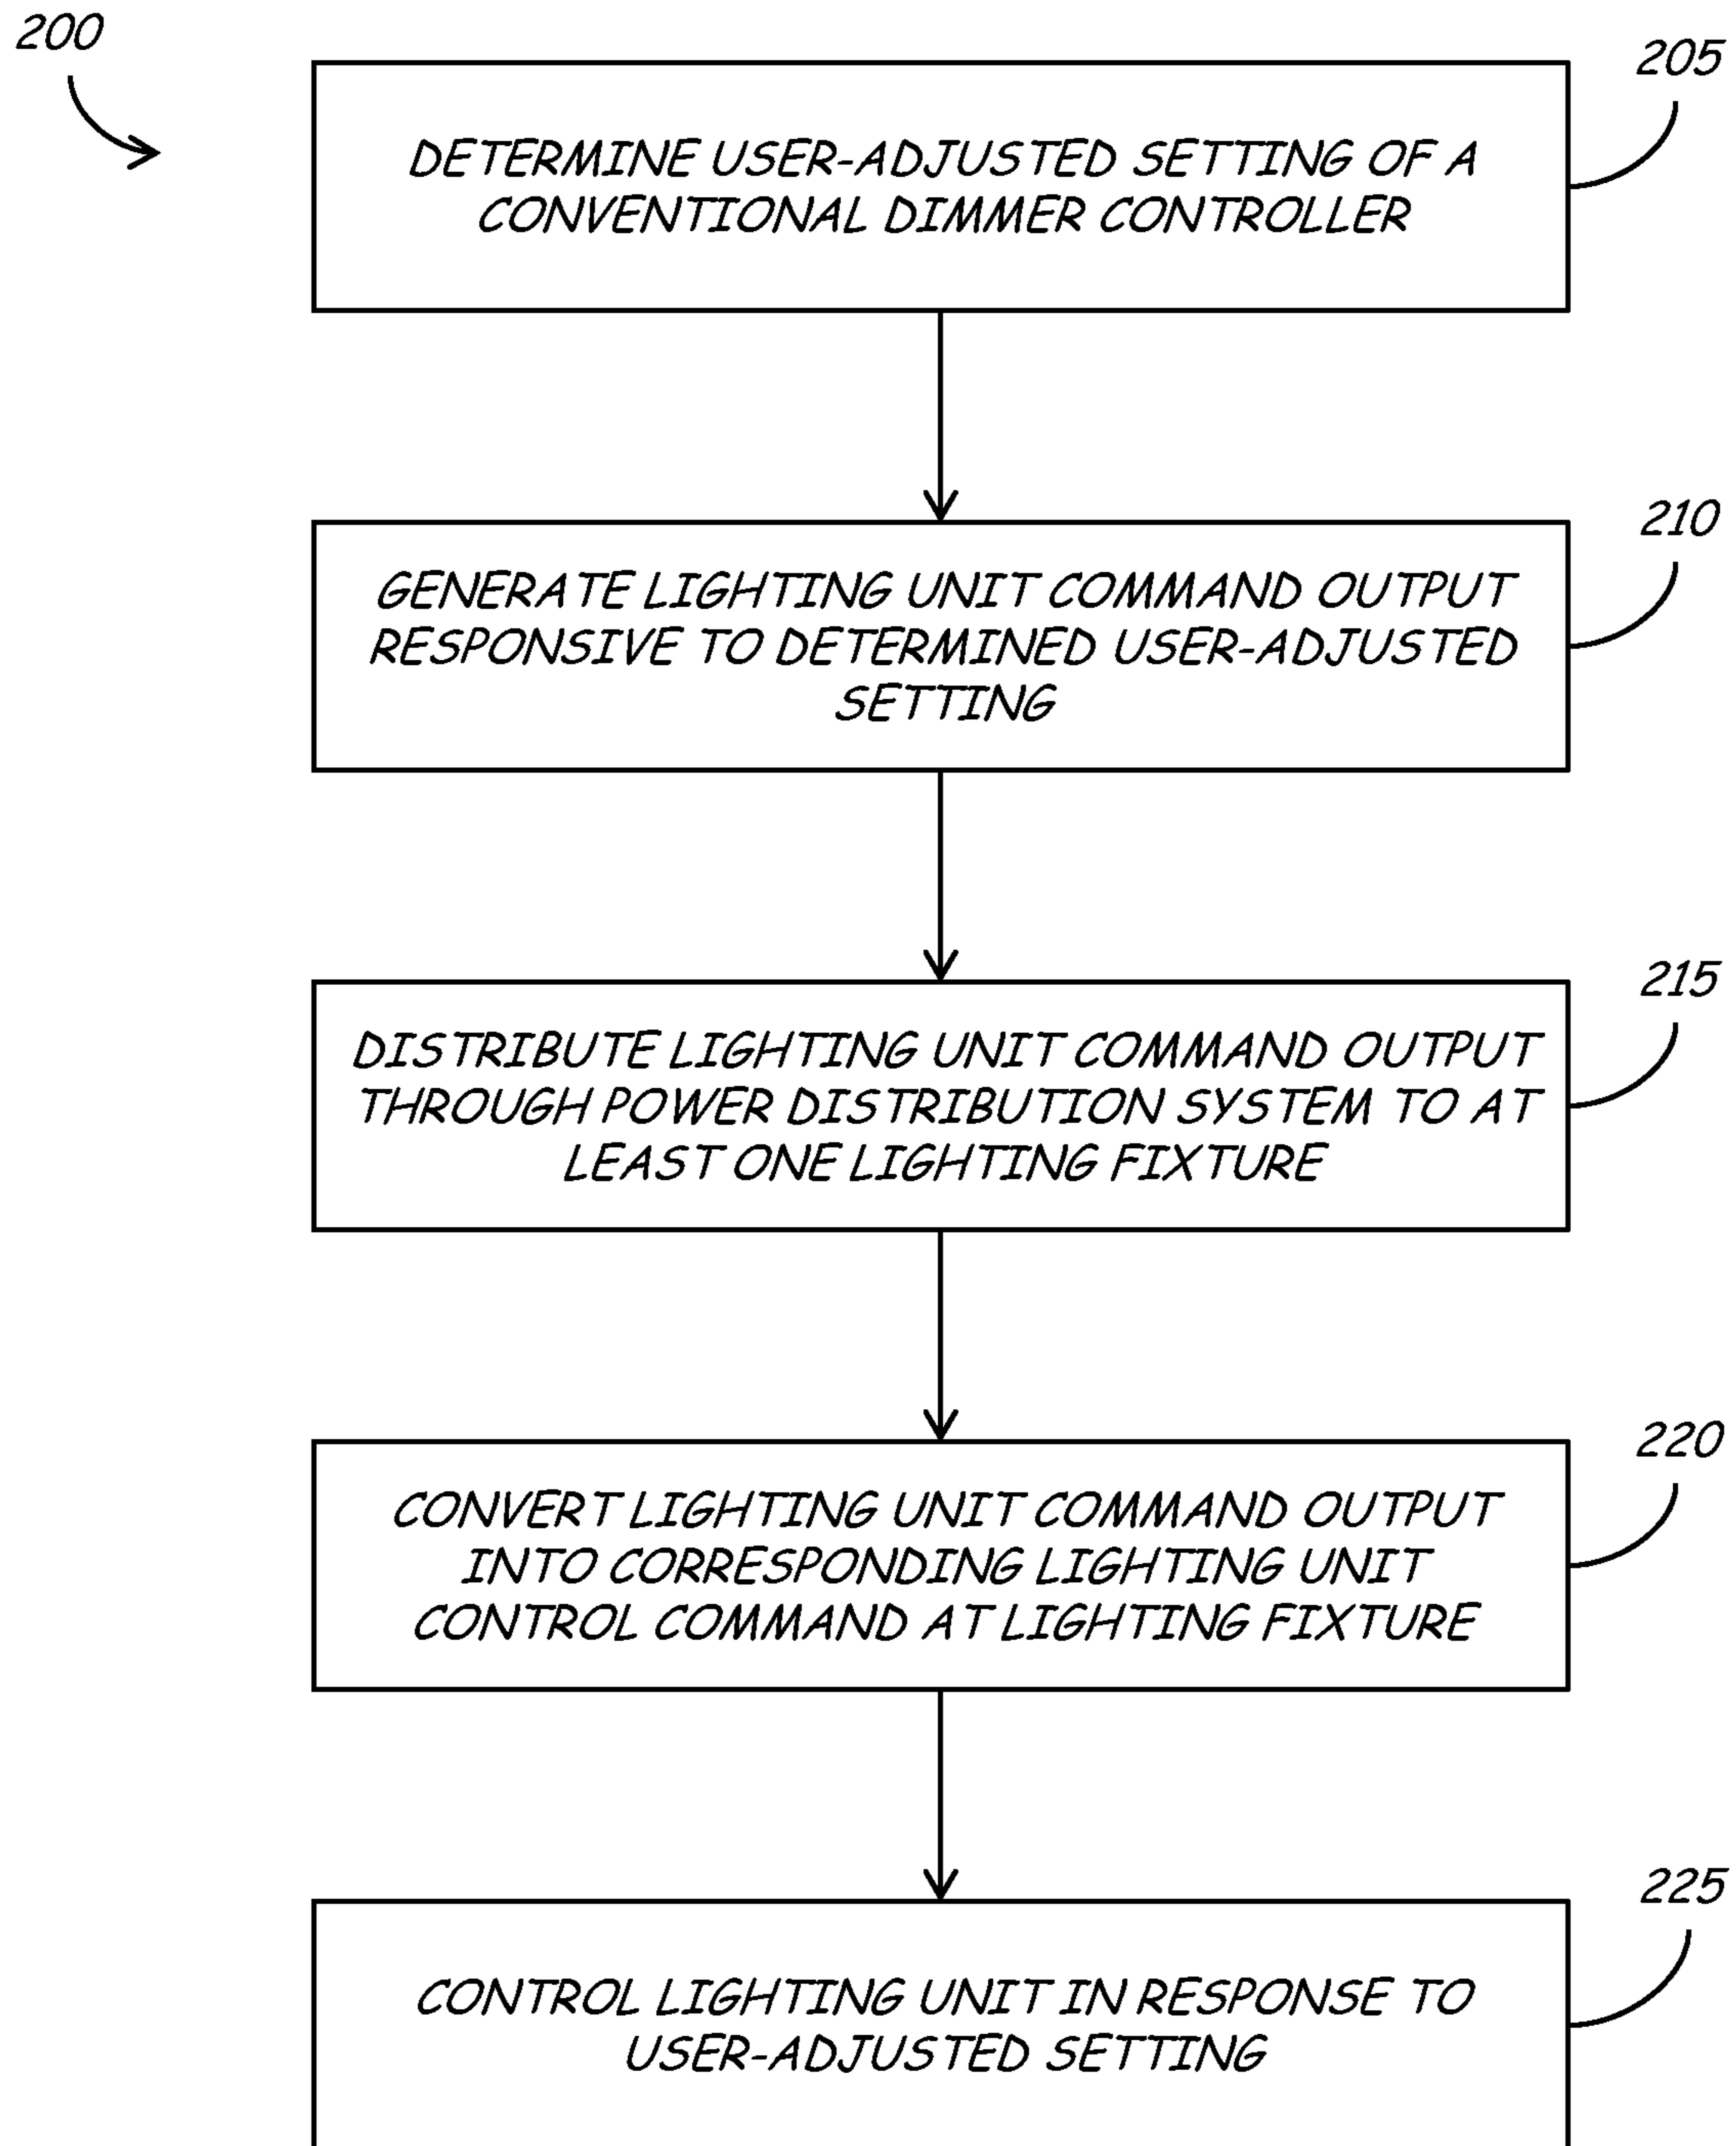 200
205
DETERMINE USER-ADJUSTED SETTING OF A
CONVENTIONAL DIMMER CONTROLLER
210
GENERATE LIGHTING UNIT COMMAND OUTPUT
RESPONSIVE TO DETERMINED USER-ADJUSTED
SETTING
215
DISTRIBUTE LIGHTING UNIT COMMAND OUTPUT
THROUGH POWER DISTRIBUTION SYSTEM TO AT
LEAST ONE LIGHTING FIXTURE
220
CONVERT LIGHTING UNIT COMMAND OUTPUT
INTO CORRESPONDING LIGHTING UNIT
CONTROL COMMAND AT LIGHTING FIXTURE
225
CONTROL LIGHTING UNIT IN RESPONSE TO
USER-ADJUSTED SETTING